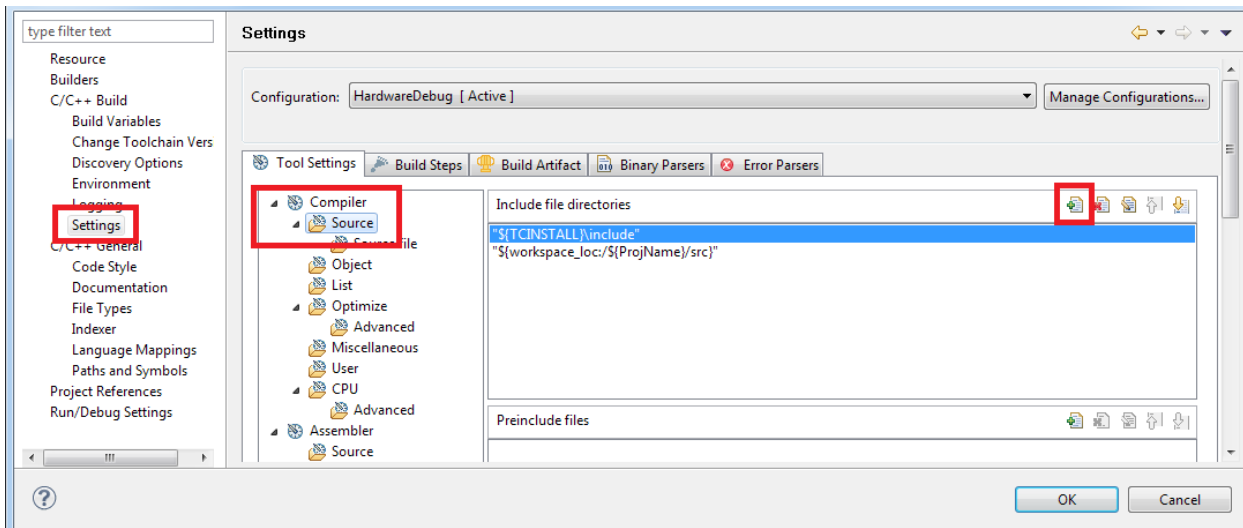 type filter text
Settings
Resource
Builders
C/C++ Build
Build Variables
Change Toolchain Vers
Discovery Options
Environment
Logging
Settings
C/C++ General
Code Style
Documentation
File Types
Indexer
Language Mappings
Paths and Symbols
Project References
Run/Debug Settings
Configuration: HardwareDebug [ Active ]
Manage Configurations...
Tool Settings Build Steps Build Artifact Binary Parsers Error Parsers
Compiler
Source
Source file
Object
List
Optimize
Advanced
Miscellaneous
User
CPU
Advanced
Assembler
Source
Include file directories
"${TCINSTALL}\include"
"${workspace_loc:/${ProjName}/src}"
Preinclude files
OK
Cancel